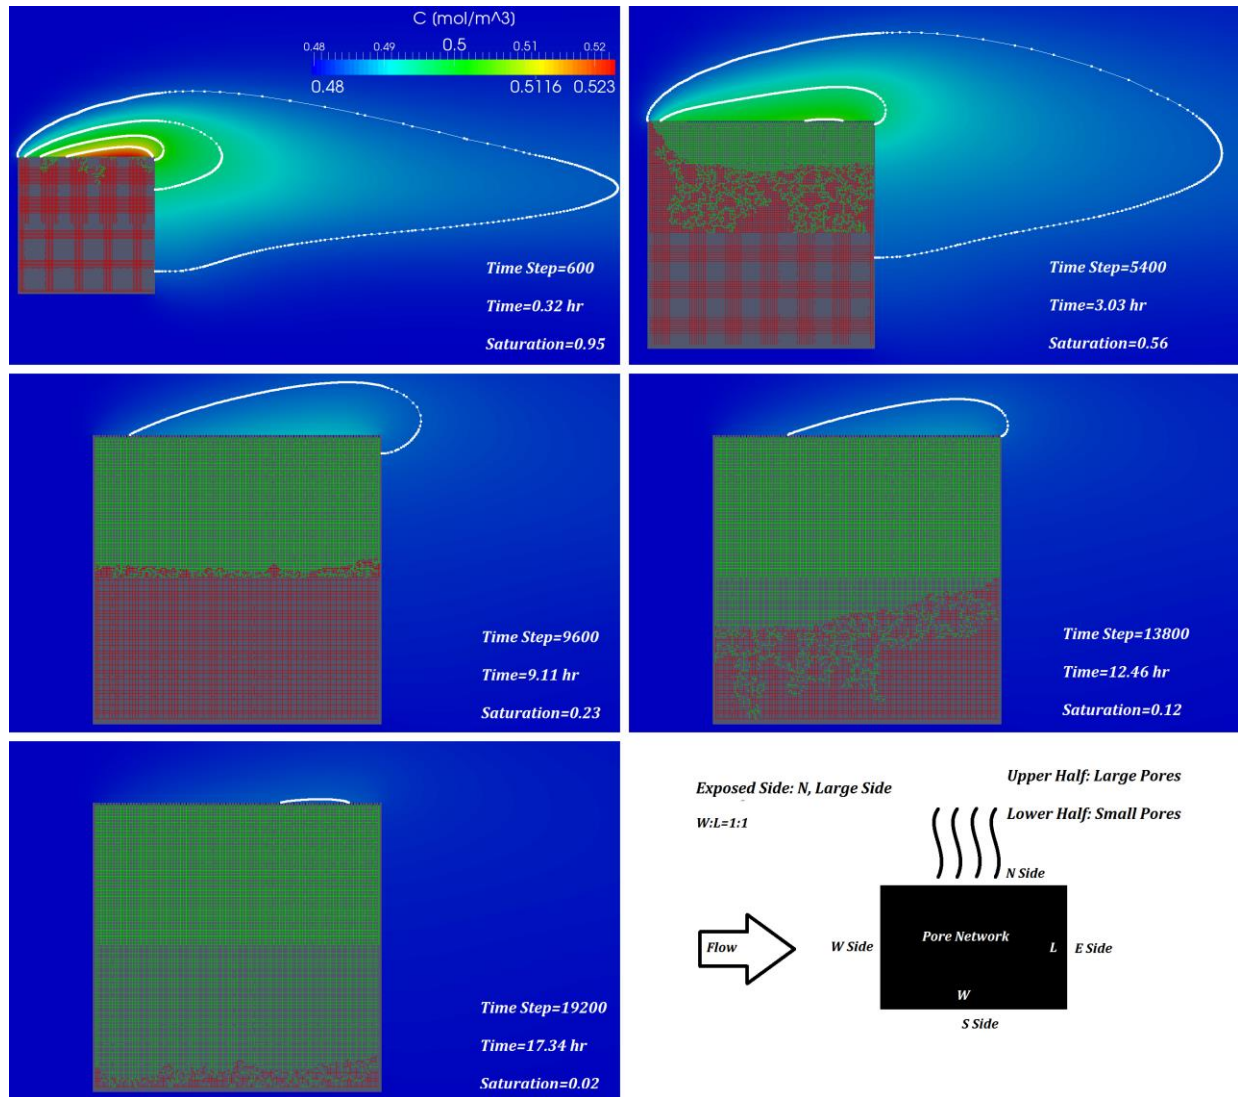 C [mol/m^3]
0.48 0.49 0.5 0.51 0.52
0.48 0.5116 0.523
Time Step=600
Time=0.32 hr
Saturation=0.95
Time Step=5400
Time=3.03 hr
Saturation=0.56
Time Step=9600
Time=9.11 hr
Saturation=0.23
Time Step=13800
Time=12.46 hr
Saturation=0.12
Time Step=19200
Time=17.34 hr
Saturation=0.02
Exposed Side: N, Large Side
W:L=1:1
Upper Half: Large Pores
Lower Half: Small Pores
N Side
Flow
W Side
Pore Network
L
E Side
W
S Side